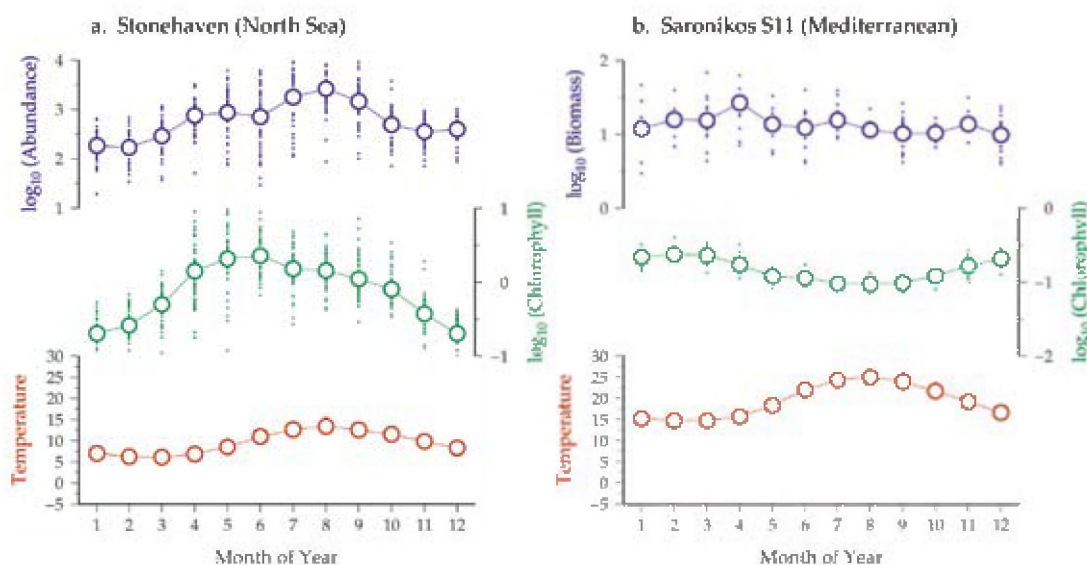 a. Stonehaven (North Sea)
b. Saronikos S11 (Mediterranean)
log₁₀ (Abundance)
4
3
2
1
log₁₀ (Chlorophyll)
1
0
−1
Temperature
30
25
20
15
10
5
0
−5
1 2 3 4 5 6 7 8 9 10 11 12
Month of Year
log₁₀ (Biomass)
2
1
0
log₁₀ (Chlorophyll)
0
−1
−2
Temperature
30
25
20
15
10
5
0
−5
1 2 3 4 5 6 7 8 9 10 11 12
Month of Year